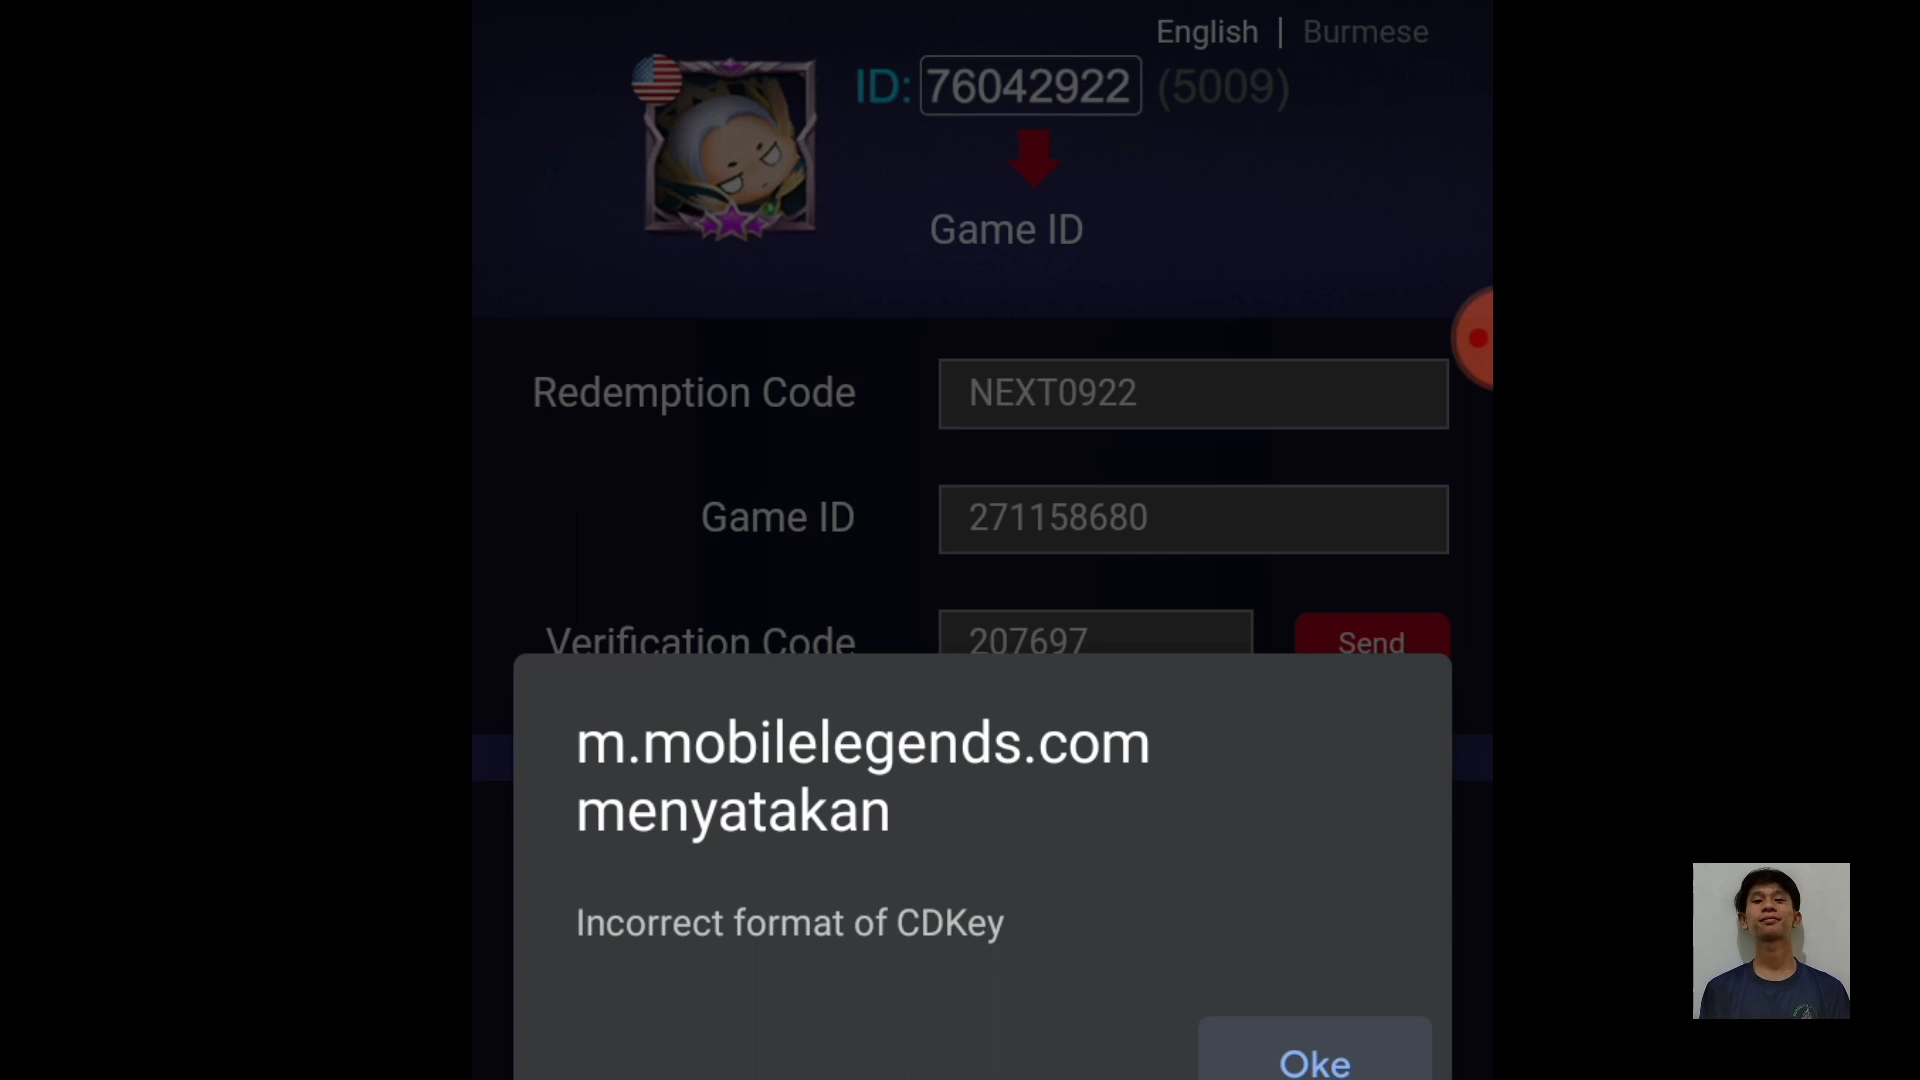 English | Burmese
ID: 76042922 (5009)
Game ID
Redemption Code NEXT0922
Game ID 271158680
Verification Code 207697 Send
m.mobilelegends.com
menyatakan
Incorrect format of CDKey
Oke